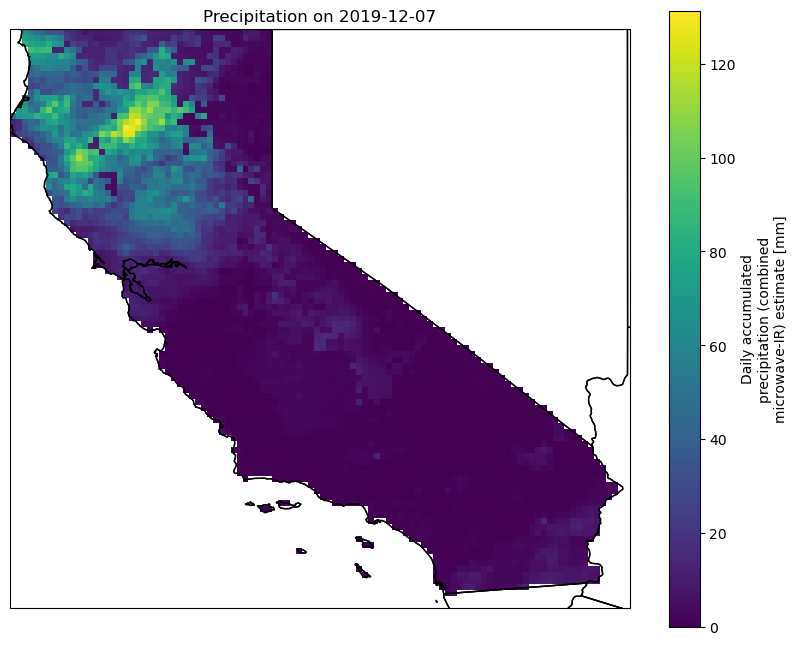 Precipitation on 2019-12-07
120
100
80
60
40
20
0
Daily accumulated
precipitation (combined
microwave-IR) estimate [mm]